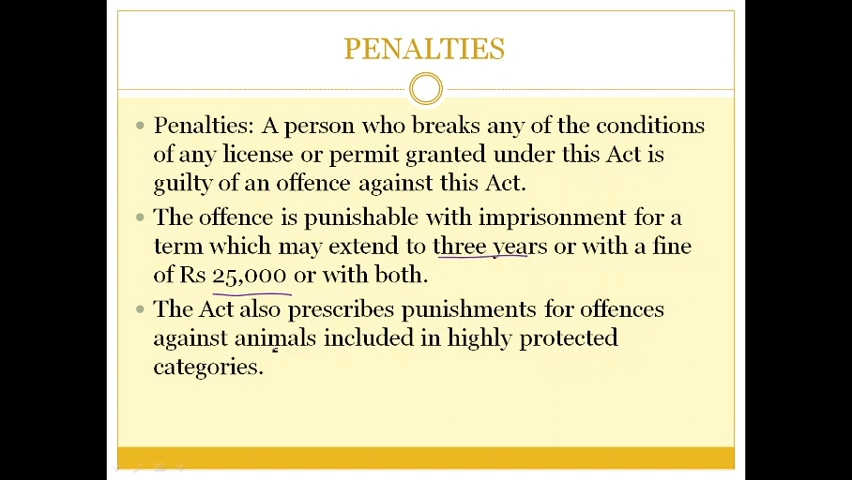 PENALTIES
Penalties: A person who breaks any of the conditions
of any license or permit granted under this Act is
guilty of an offence against this Act.
The offence is punishable with imprisonment for a
term which may extend to three years or with a fine
of Rs 25,000 or with both.
The Act also prescribes punishments for offences
against animals included in highly protected
categories.